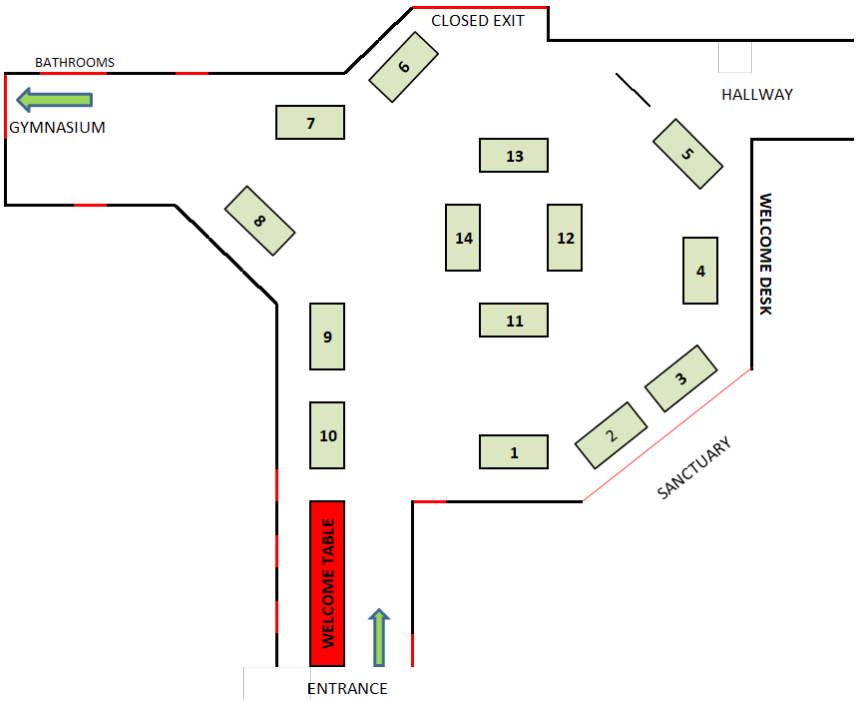 CLOSED EXIT
BATHROOMS
6
HALLWAY
GYMNASIUM
7
5
13
8
WELCOME DESK
14
12
4
11
9
3
10
2
1
SANCTUARY
WELCOME TABLE
ENTRANCE